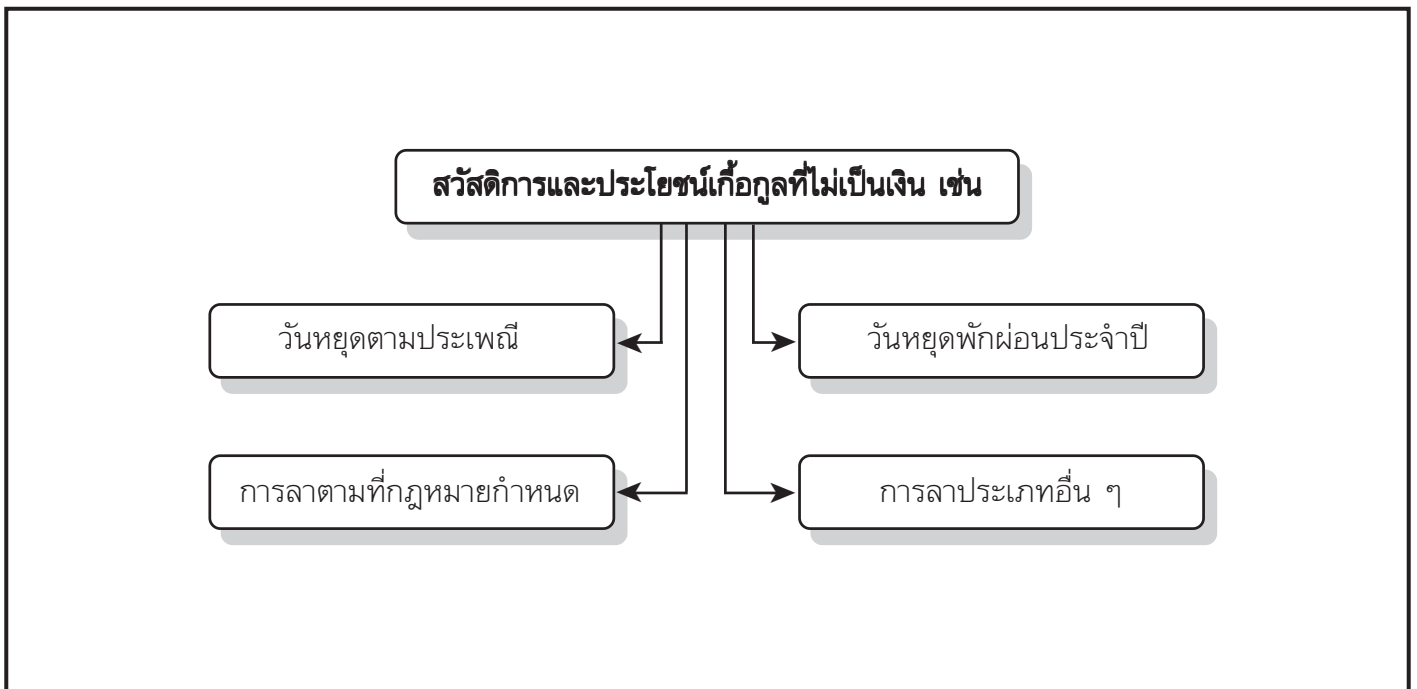 สวัสดิการและประโยชน์เกื้อกูลที่ไม่เป็นเงิน เช่น
วันหยุดตามประเพณี
วันหยุดพักผ่อนประจำปี
การลาตามที่กฎหมายกำหนด
การลาประเภทอื่น ๆ